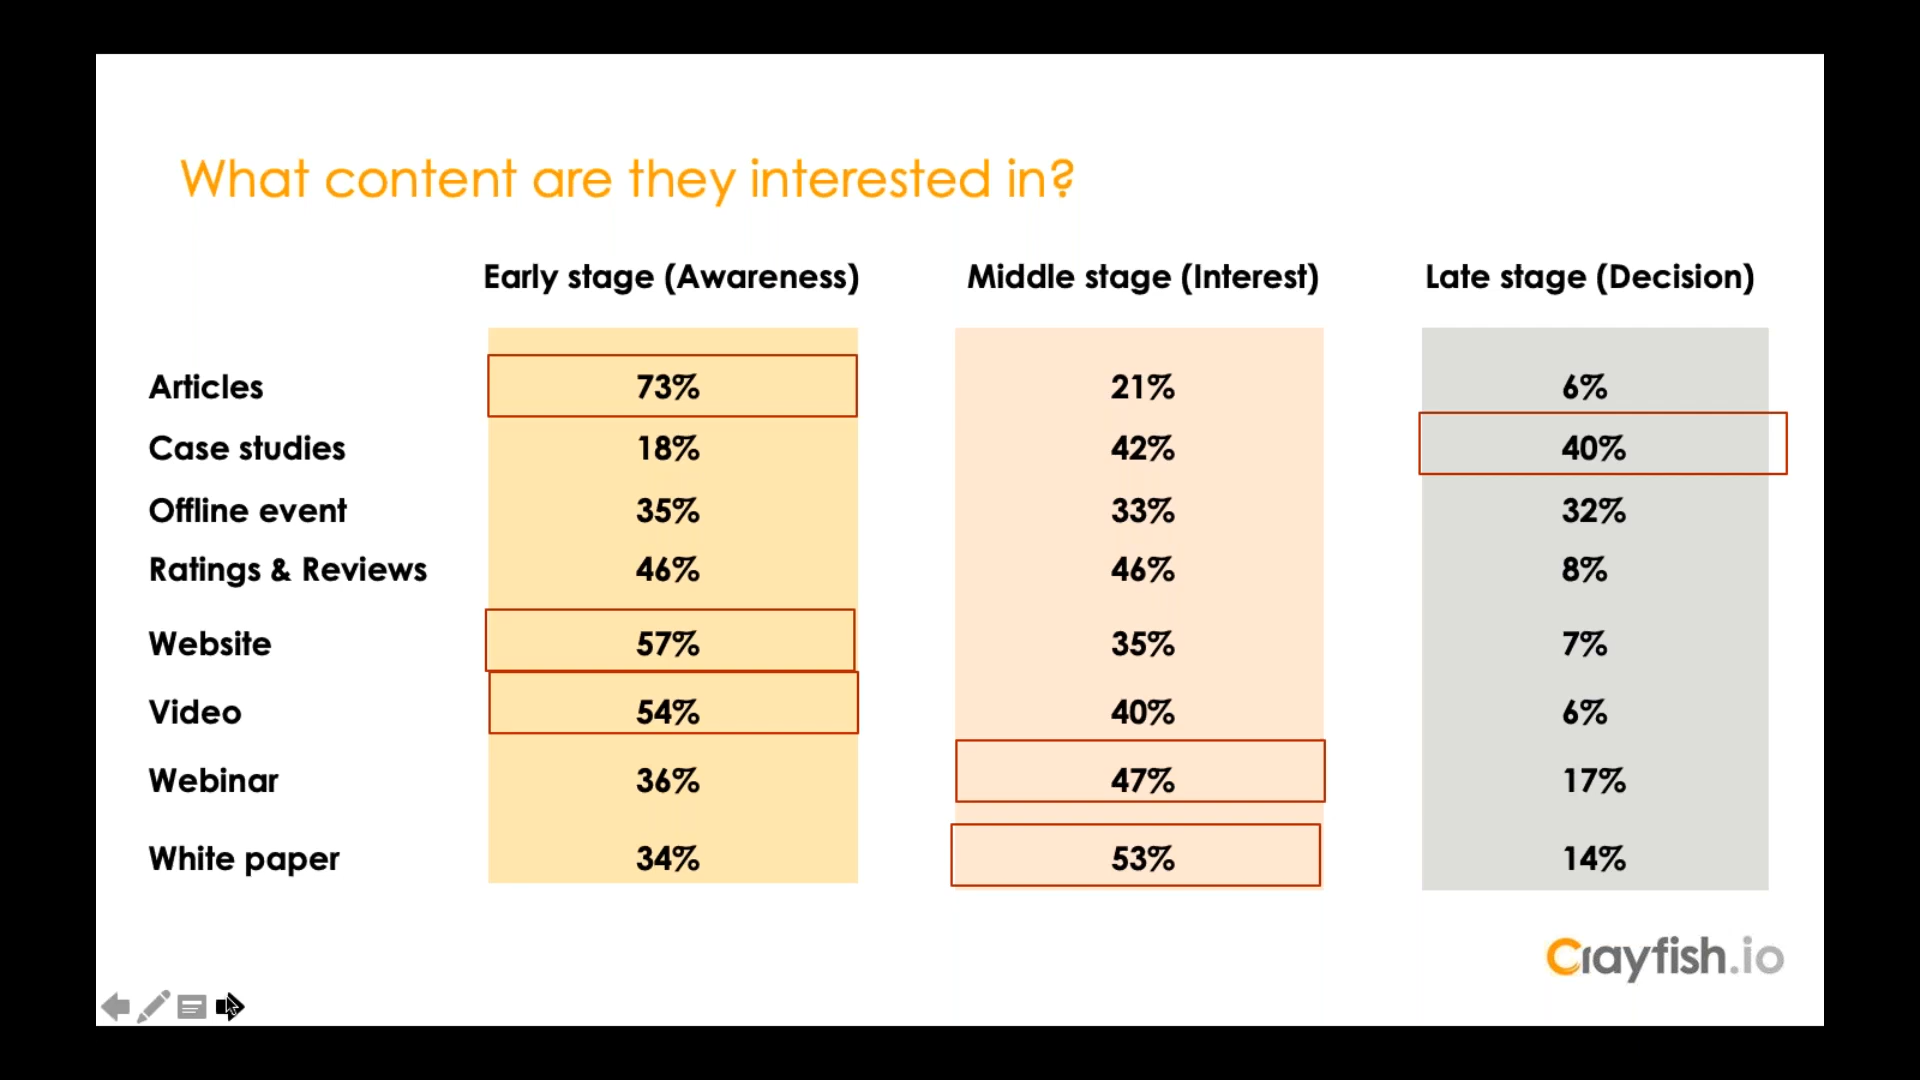 What content are they interested in?
Early stage (Awareness) Middle stage (Interest) Late stage (Decision)
Articles 73% 21% 6%
Case studies 18% 42% 40%
Offline event 35% 33% 32%
Ratings & Reviews 46% 46% 8%
Website 57% 35% 7%
Video 54% 40% 6%
Webinar 36% 47% 17%
White paper 34% 53% 14%
Crayfish.io